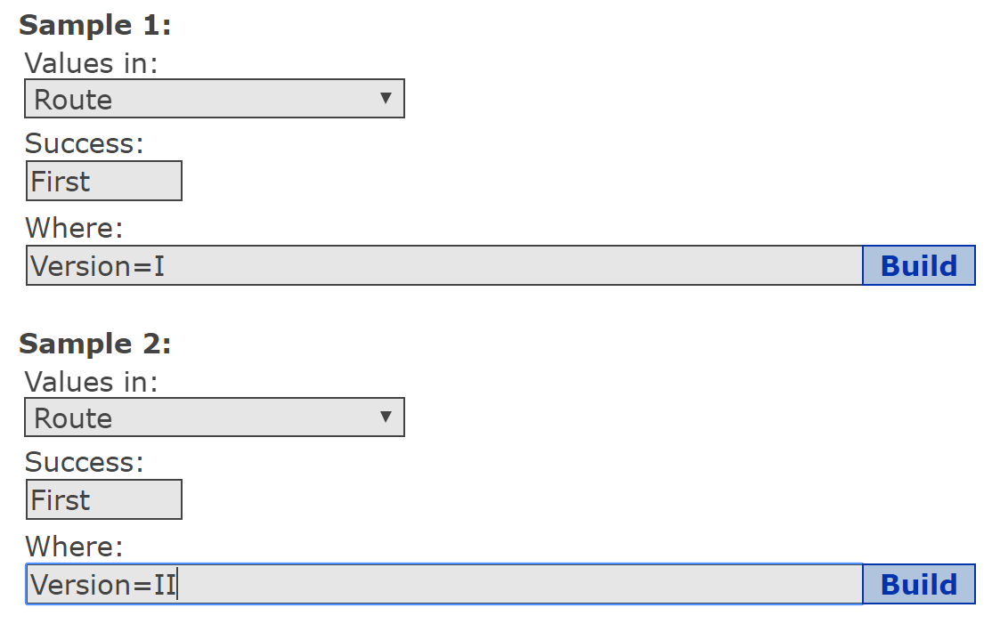 Sample 1:
Values in:
Route
Success:
First
Where:
Version=I Build
Sample 2:
Values in:
Route
Success:
First
Where:
Version=II Build